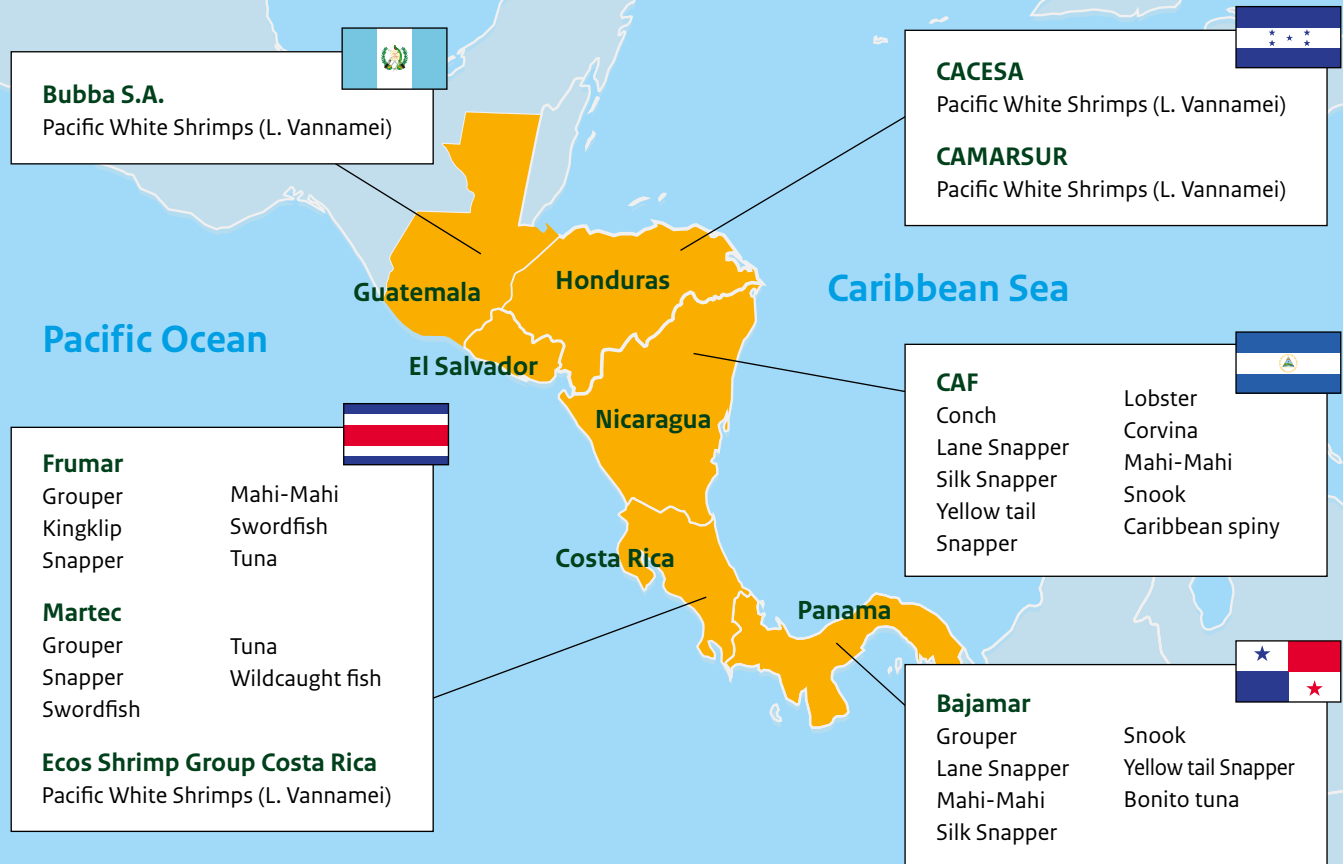 Bubba S.A.
Pacific White Shrimps (L. Vannamei)
CACESA
Pacific White Shrimps (L. Vannamei)
CAMARSUR
Pacific White Shrimps (L. Vannamei)
Guatemala
Honduras
Caribbean Sea
Pacific Ocean
El Salvador
Nicaragua
CAF
Conch
Lane Snapper
Silk Snapper
Yellow tail
Snapper
Lobster
Corvina
Mahi-Mahi
Snook
Caribbean spiny
Frumar
Grouper
Kingklip
Snapper
Mahi-Mahi
Swordfish
Tuna
Martec
Grouper
Snapper
Swordfish
Tuna
Wildcaught fish
Ecos Shrimp Group Costa Rica
Pacific White Shrimps (L. Vannamei)
Costa Rica
Panama
Bajamar
Grouper
Lane Snapper
Mahi-Mahi
Silk Snapper
Snook
Yellow tail Snapper
Bonito tuna